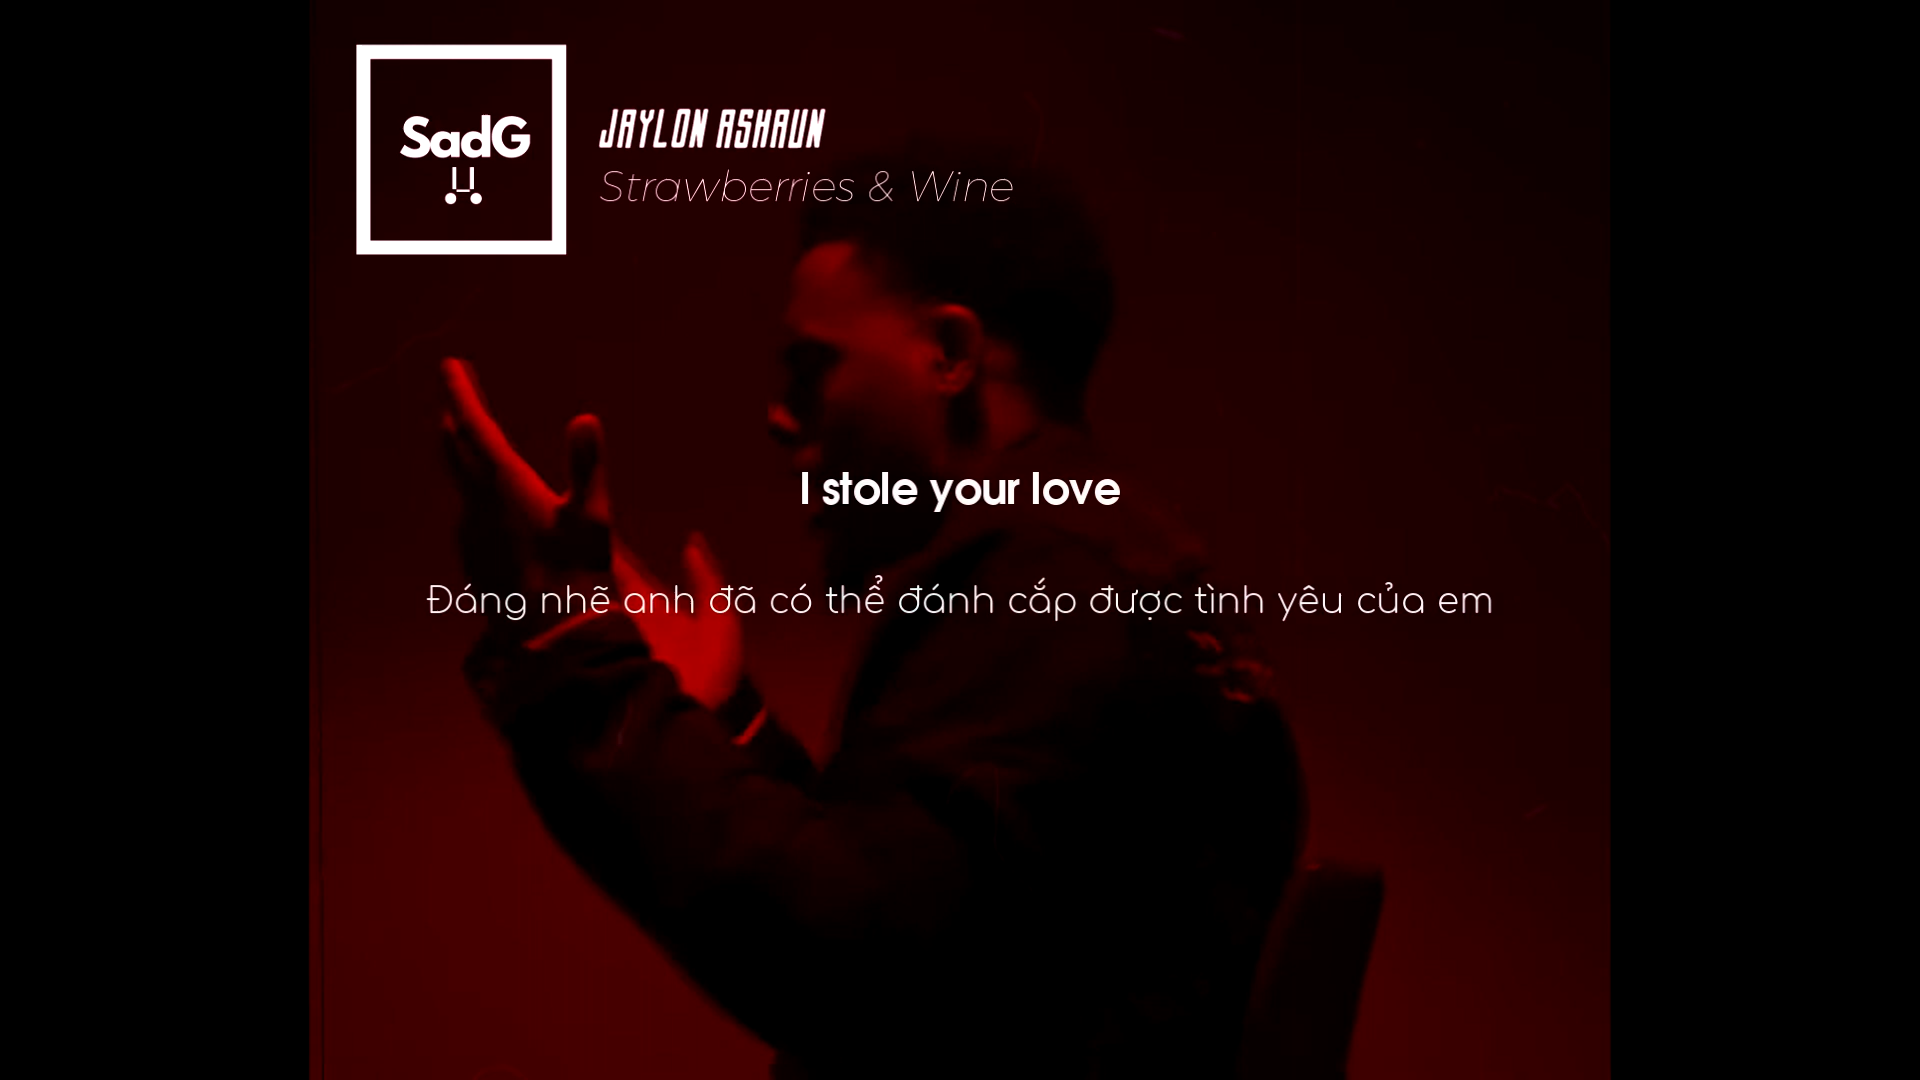 SadG
JAYLON ASHAUN
Strawberries & Wine
I stole your love
Đáng nhẽ anh đã có thể đánh cắp được tình yêu của em